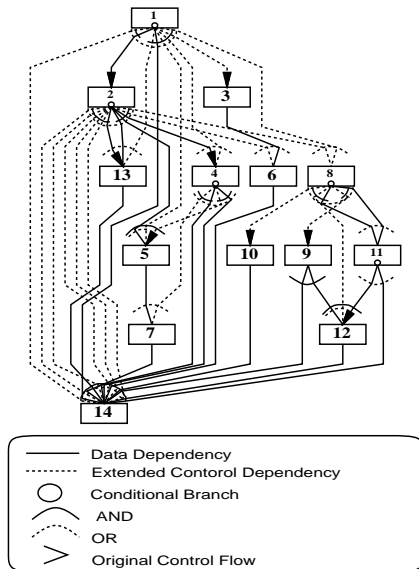 1
2
3
13
4
6
8
5
10
9
11
7
12
14
Data Dependency
Extended Contorol Dependency
Conditional Branch
AND
OR
Original Control Flow